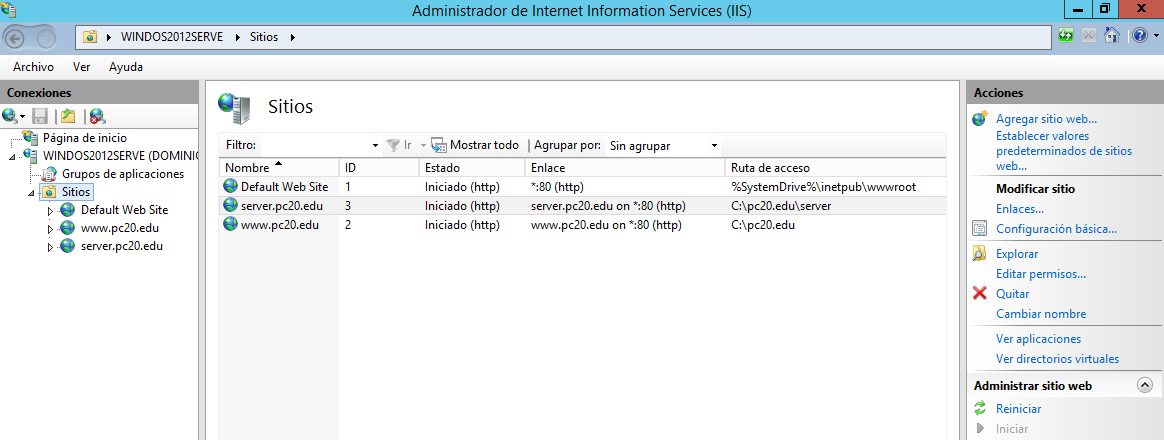 Administrador de Internet Information Services (IIS)
WINDOS2012SERVE Sitios
Archivo Ver Ayuda
Conexiones
Página de inicio
WINDOS2012SERVE (DOMINIC
Grupos de aplicaciones
Sitios
Default Web Site
www.pc20.edu
server.pc20.edu
Sitios
Filtro: Ir Mostrar todo Agrupar por: Sin agrupar
Nombre ID Estado Enlace Ruta de acceso
Default Web Site 1 Iniciado (http) *:80 (http) %SystemDrive%\inetpub\wwwroot
server.pc20.edu 3 Iniciado (http) server.pc20.edu on *:80 (http) C:\pc20.edu\server
www.pc20.edu 2 Iniciado (http) www.pc20.edu on *:80 (http) C:\pc20.edu
Acciones
Agregar sitio web...
Establecer valores
predeterminados de sitios
web...
Modificar sitio
Enlaces...
Configuración básica...
Explorar
Editar permisos...
Quitar
Cambiar nombre
Ver aplicaciones
Ver directorios virtuales
Administrar sitio web
Reiniciar
Iniciar